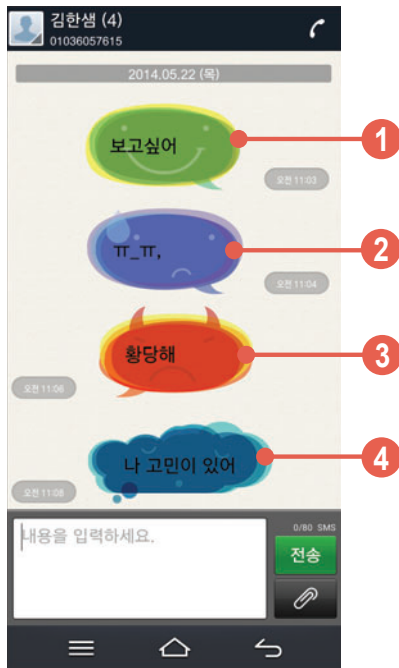 김한샘 (4)
01036057615
2014.05.22 (목)
보고싶어
1
오전 11:03
ㅠ_ㅠ,
2
오전 11:04
황당해
3
오전 11:06
나 고민이 있어
4
오전 11:08
내용을 입력하세요.
0/80 SMS
전송